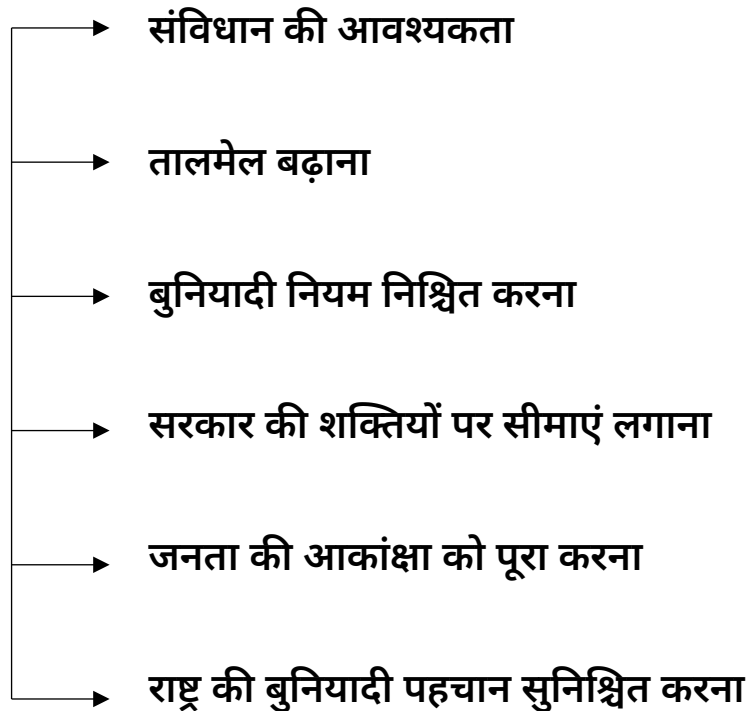 संविधान की आवश्यकता
तालमेल बढ़ाना
बुनियादी नियम निश्चित करना
सरकार की शक्तियों पर सीमाएं लगाना
जनता की आकांक्षा को पूरा करना
राष्ट्र की बुनियादी पहचान सुनिश्चित करना